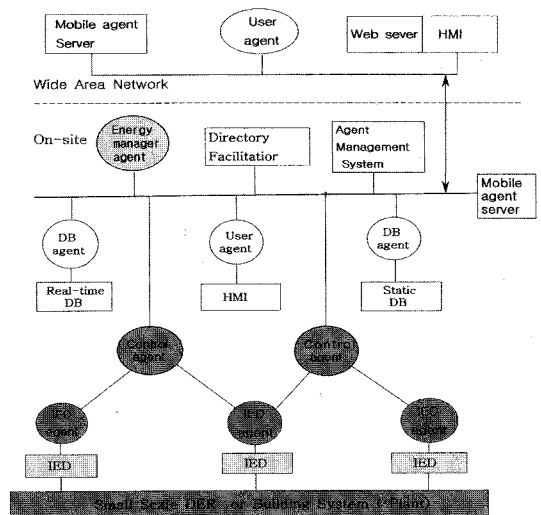 Mobile agent
Server
User
agent
Web sever
HMI
Wide Area Network
On-site
Energy
manager
agent
Directory
Facilitatior
Agent
Management
System
Mobile
agent
server
DB
agent
User
agent
DB
agent
Real-time
DB
HMI
Static
DB
Control
agent
Control
agent
IED
agent
IED
agent
IED
agent
IED
IED
IED
Small Scale DER or Building System (Plant)